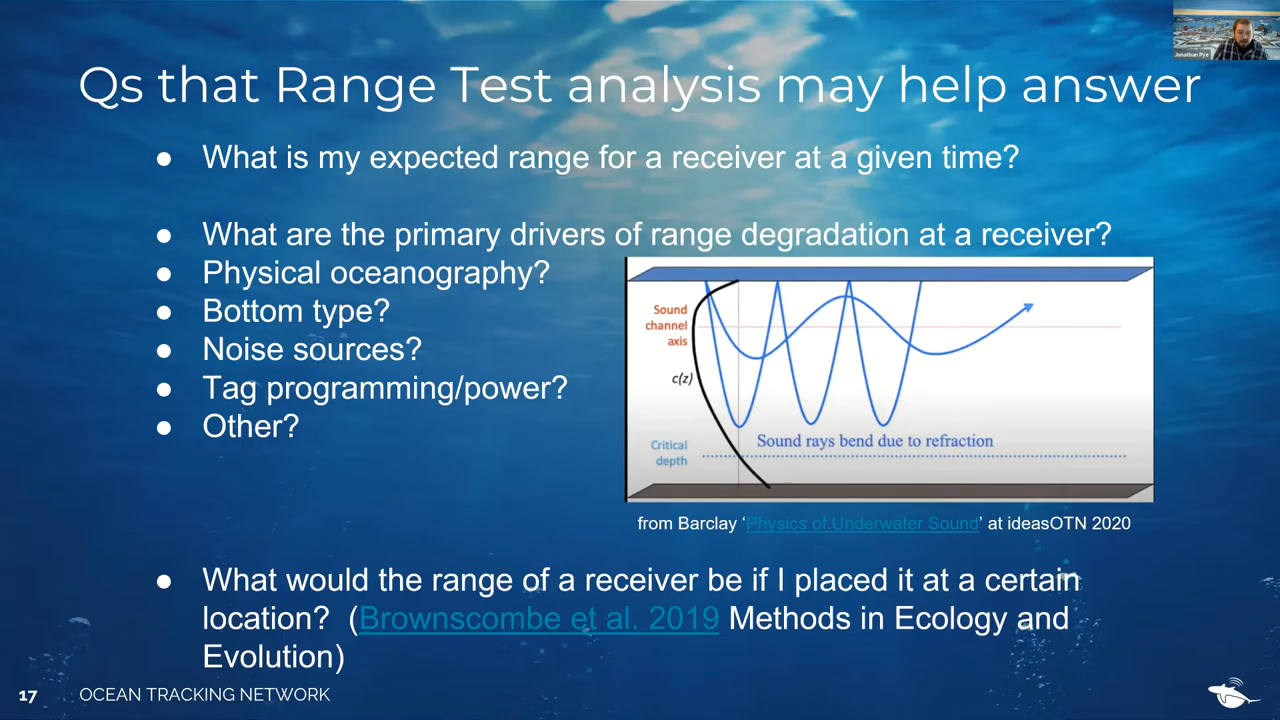 Jonathan Pye
Qs that Range Test analysis may help answer
● What is my expected range for a receiver at a given time?
● What are the primary drivers of range degradation at a receiver?
● Physical oceanography?
● Bottom type?
● Noise sources?
● Tag programming/power?
● Other?
Sound
channel
axis
c(z)
Critical
depth
Sound rays bend due to refraction
from Barclay ‘Physics of Underwater Sound’ at ideasOTN 2020
● What would the range of a receiver be if I placed it at a certain
location? (Brownscombe et al. 2019 Methods in Ecology and
Evolution)
17 OCEAN TRACKING NETWORK